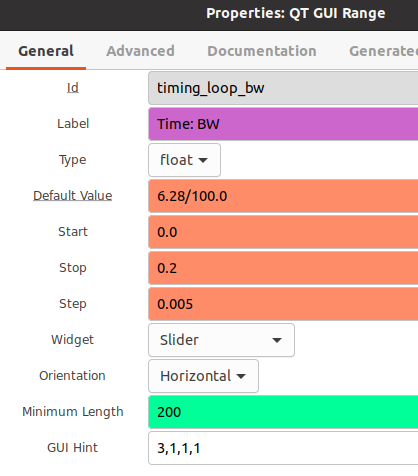 Properties: QT GUI Range
General Advanced Documentation Generated
Id timing_loop_bw
Label Time: BW
Type float
Default Value 6.28/100.0
Start 0.0
Stop 0.2
Step 0.005
Widget Slider
Orientation Horizontal
Minimum Length 200
GUI Hint 3,1,1,1